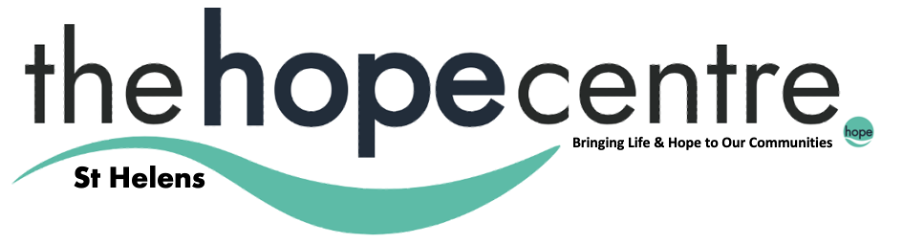 thehopecentre
hope
Bringing Life & Hope to Our Communities
St Helens